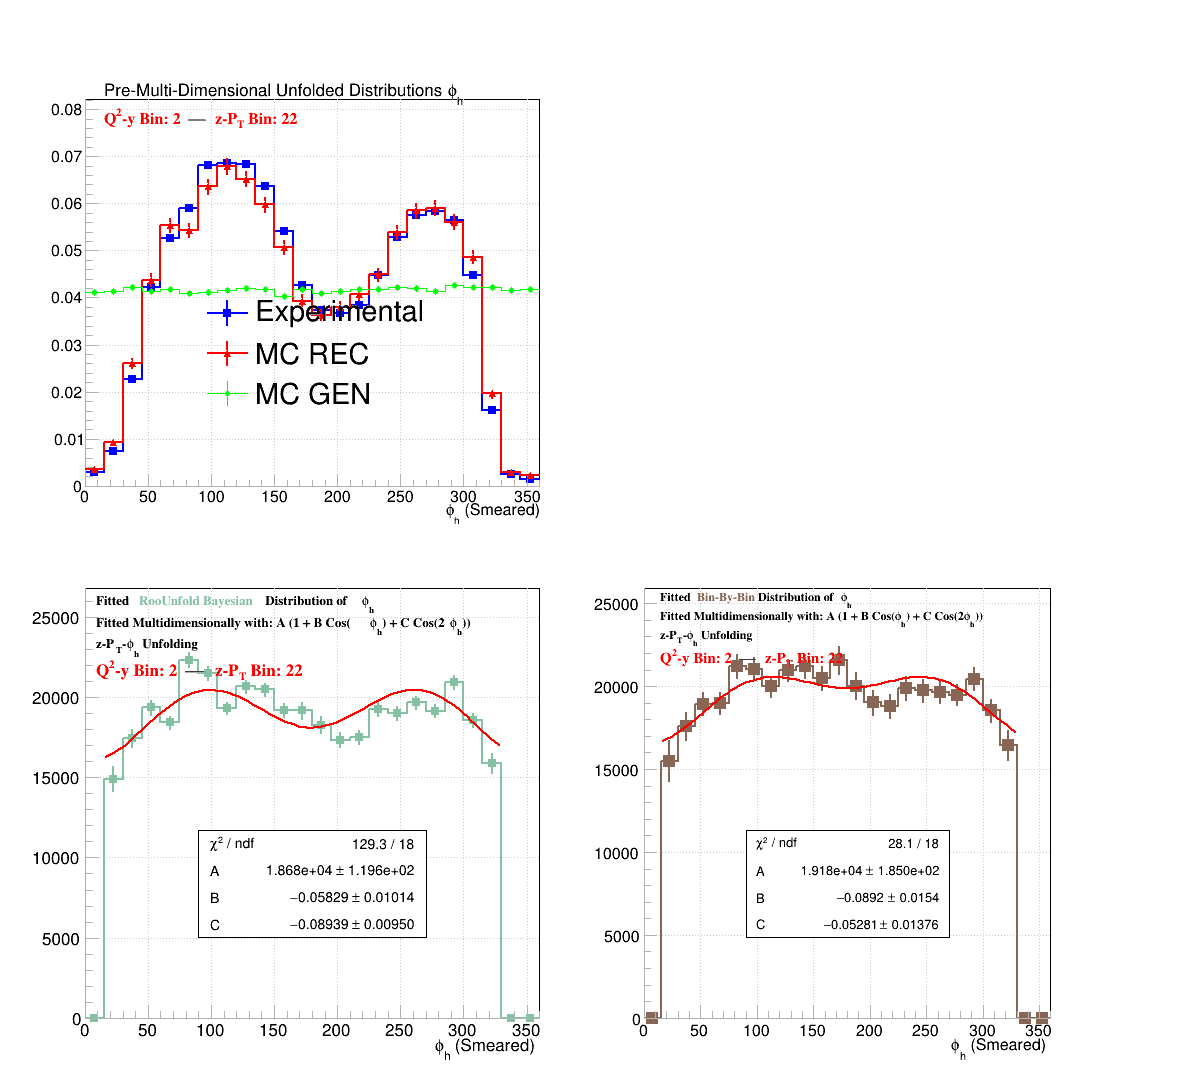 Pre-Multi-Dimensional Unfolded Distributions ϕh
Q²-y Bin: 2 — z-PT Bin: 22
0.08
0.07
0.06
0.05
0.04
0.03
0.02
0.01
0
Experimental
MC REC
MC GEN
0 50 100 150 200 250 300 350
ϕh (Smeared)
Fitted RooUnfold Bayesian Distribution of ϕh
Fitted Multidimensionally with: A (1 + B Cos( ϕh) + C Cos(2 ϕh))
z-PT-ϕh Unfolding
Q²-y Bin: 2 — z-PT Bin: 22
25000
20000
15000
10000
5000
0
χ² / ndf 129.3 / 18
A 1.868e+04 ± 1.196e+02
B −0.05829 ± 0.01014
C −0.08939 ± 0.00950
0 50 100 150 200 250 300 350
ϕh (Smeared)
Fitted Bin-By-Bin Distribution of ϕh
Fitted Multidimensionally with: A (1 + B Cos(ϕh) + C Cos(2ϕh))
z-PT-ϕh Unfolding
Q²-y Bin: 2 — z-PT Bin: 22
25000
20000
15000
10000
5000
0
χ² / ndf 28.1 / 18
A 1.918e+04 ± 1.850e+02
B −0.0892 ± 0.0154
C −0.05281 ± 0.01376
0 50 100 150 200 250 300 350
ϕh (Smeared)